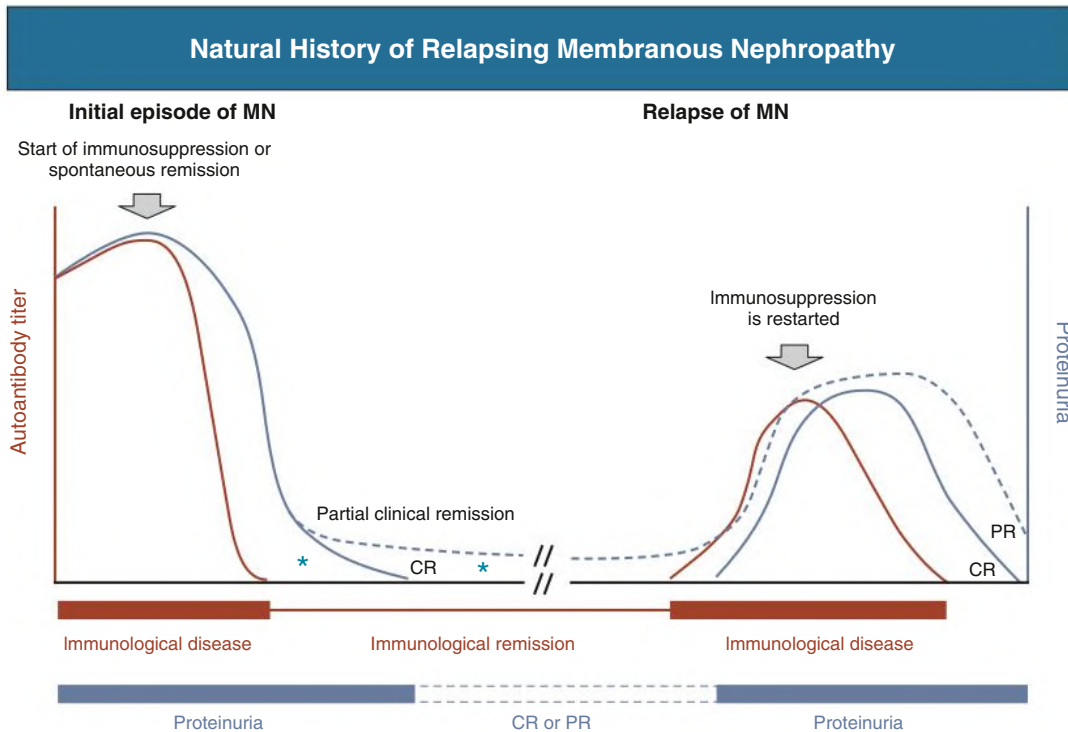 Natural History of Relapsing Membranous Nephropathy
Initial episode of MN
Relapse of MN
Start of immunosuppression or
spontaneous remission
Immunosuppression
is restarted
Autoantibody titer
Proteinuria
Partial clinical remission
*
CR
*
//
//
PR
CR
Immunological disease
Immunological remission
Immunological disease
Proteinuria
CR or PR
Proteinuria